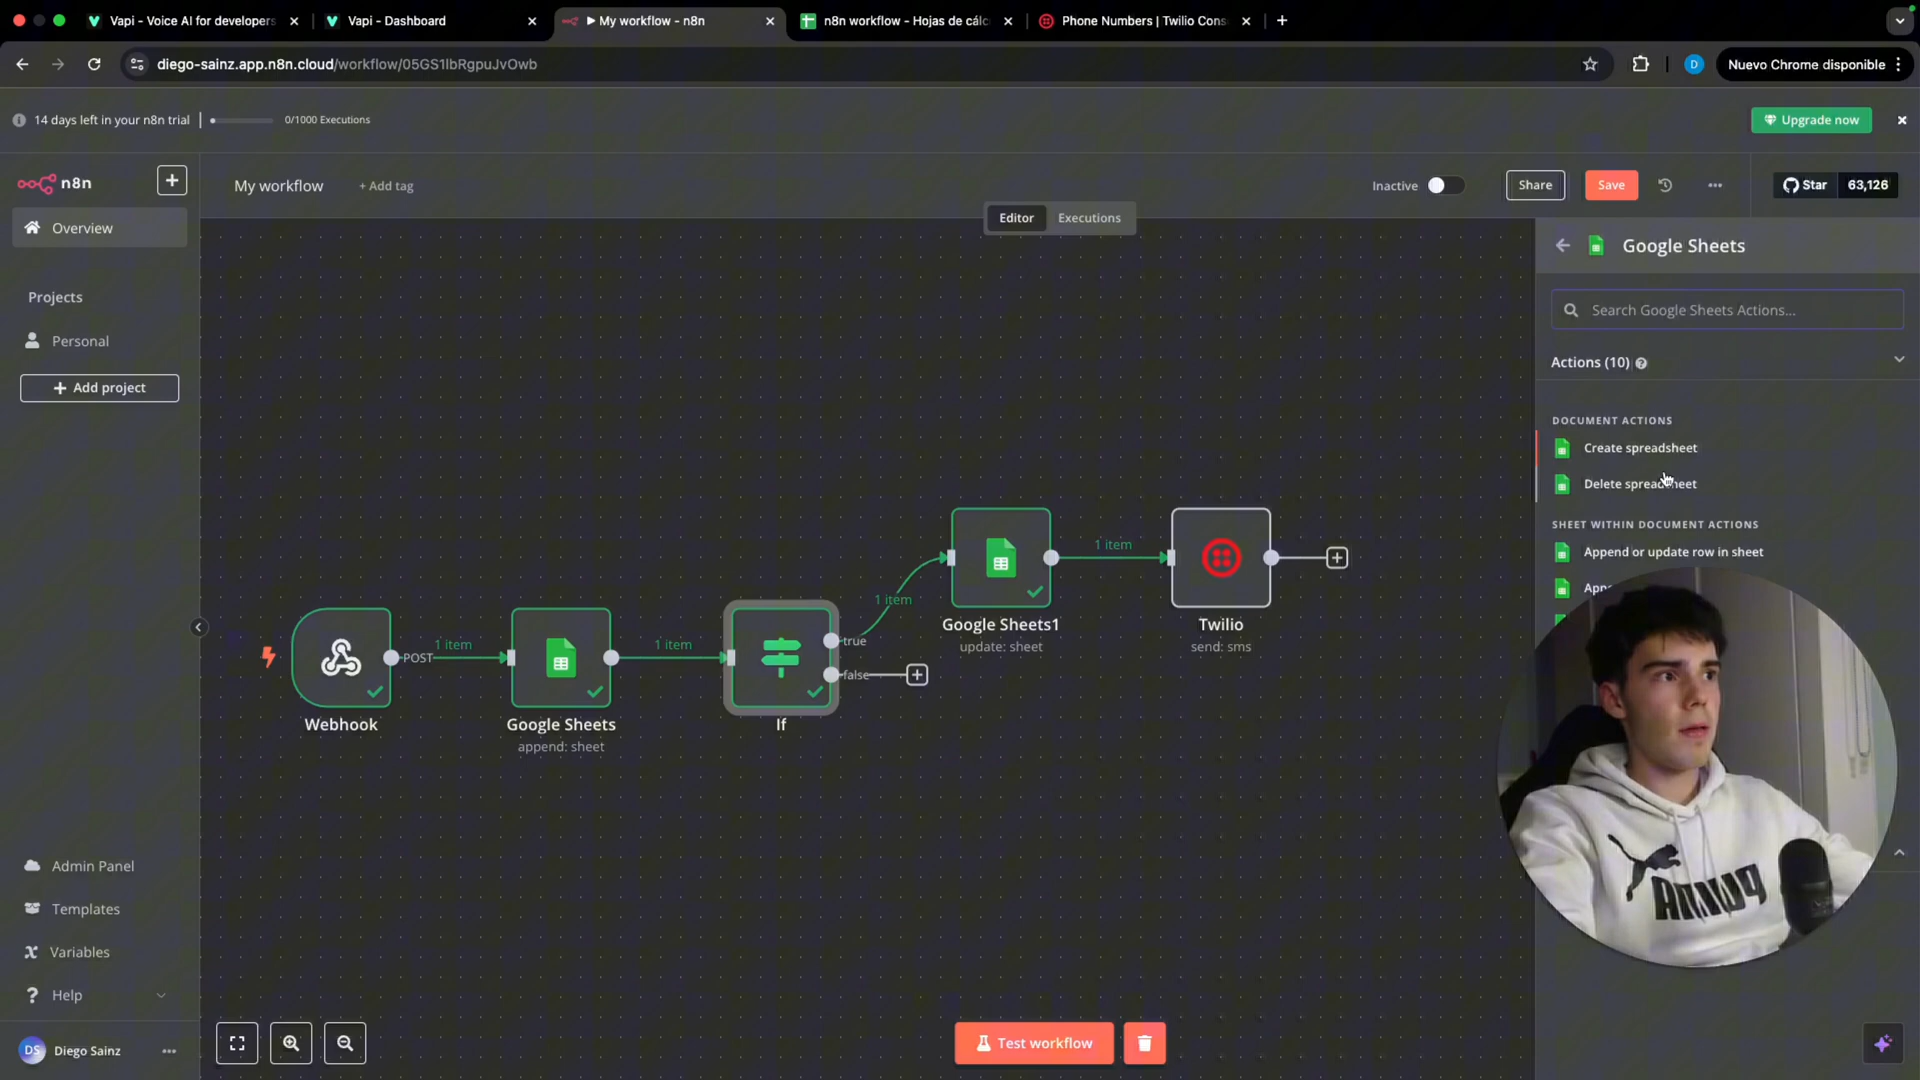 Vapi - Voice AI for developers
Vapi - Dashboard
▶ My workflow - n8n
n8n workflow - Hojas de cálc
Phone Numbers | Twilio Cons
diego-sainz.app.n8n.cloud/workflow/05GS1lbRgpuJvOwb
D
Nuevo Chrome disponible
14 days left in your n8n trial
0/1000 Executions
Upgrade now
n8n
My workflow
+ Add tag
Inactive
Share
Save
Star
63,126
Editor
Executions
Overview
Projects
Personal
Add project
Google Sheets
Search Google Sheets Actions...
Actions (10)
DOCUMENT ACTIONS
Create spreadsheet
Delete spreadsheet
SHEET WITHIN DOCUMENT ACTIONS
Append or update row in sheet
1 item
1 item
Google Sheets1
update: sheet
Twilio
send: sms
POST
1 item
1 item
true
false
Webhook
Google Sheets
append: sheet
If
Admin Panel
Templates
Variables
Help
DS
Diego Sainz
Test workflow